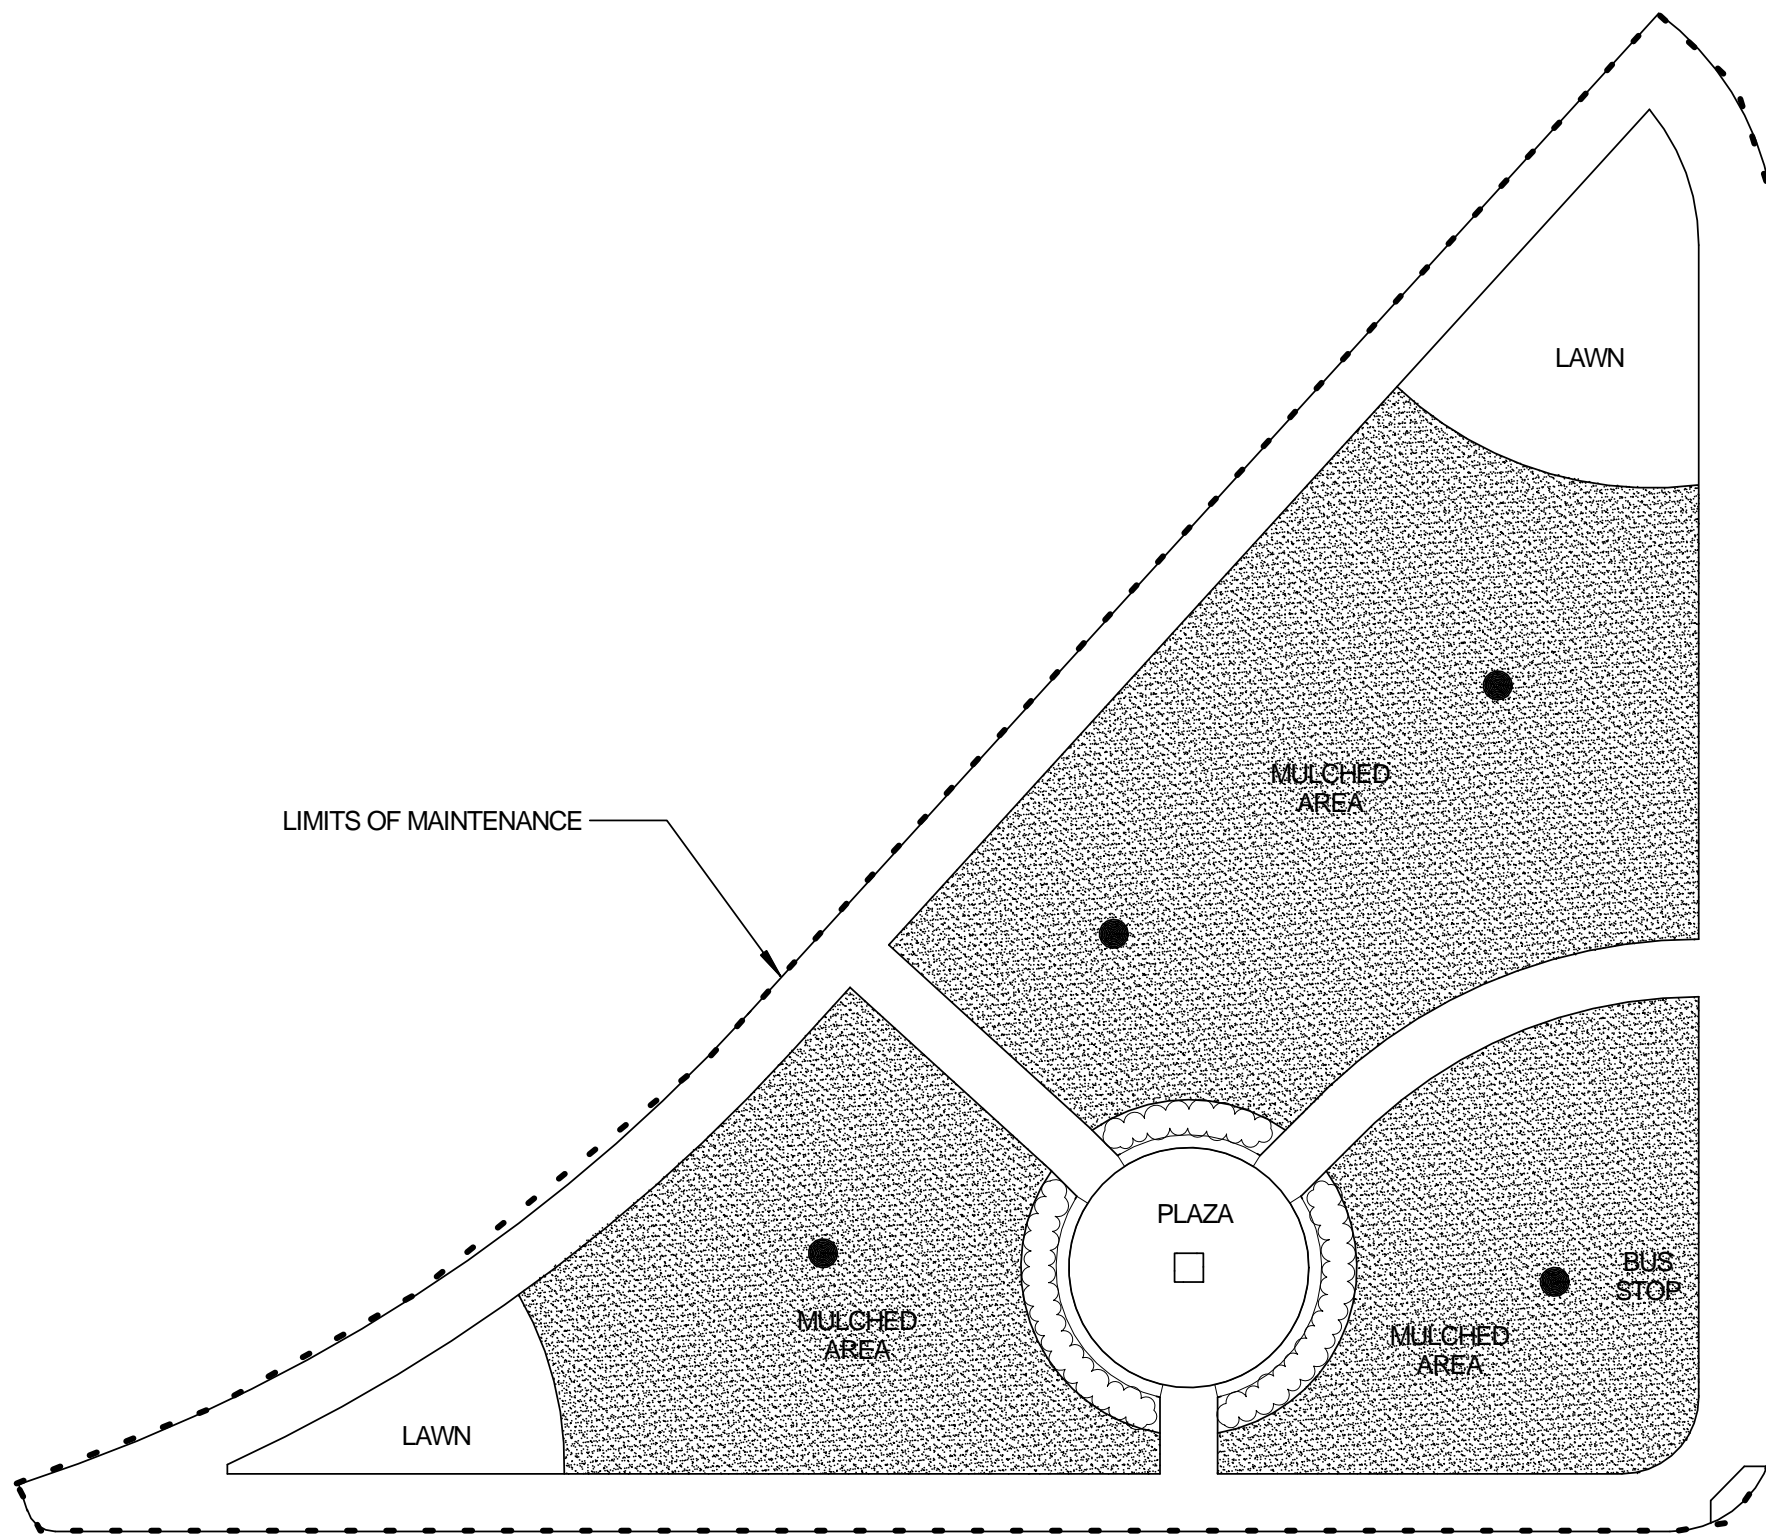 LAWN
MULCHED
AREA
LIMITS OF MAINTENANCE
PLAZA
BUS
STOP
MULCHED
AREA
MULCHED
AREA
LAWN